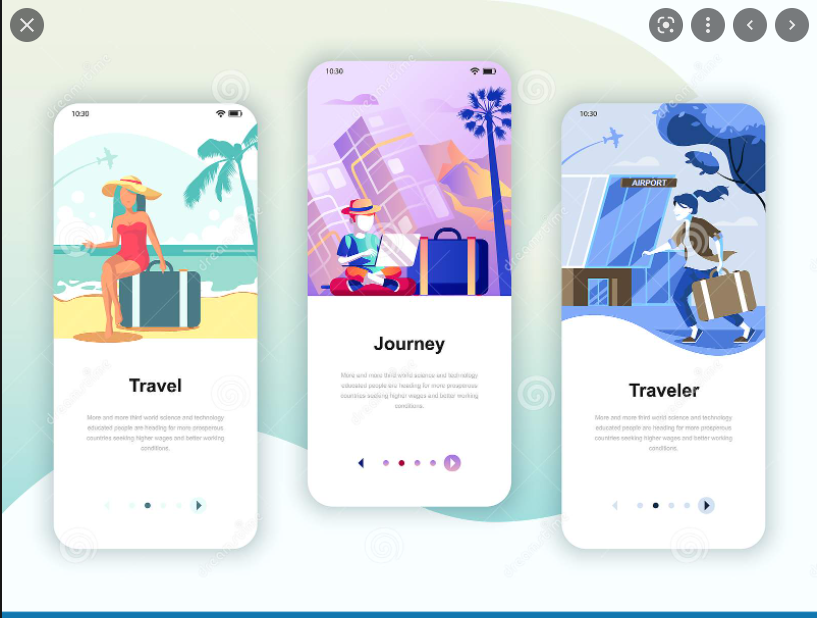 10:30
Travel
More and more third world science and technology
educated people are heading for more prosperous
countries seeking higher wages and better working
conditions.
10:30
Journey
More and more third world science and technology
educated people are heading for more prosperous
countries seeking higher wages and better working
conditions.
10:30
AIRPORT
Traveler
More and more third world science and technology
educated people are heading for more prosperous
countries seeking higher wages and better working
conditions.